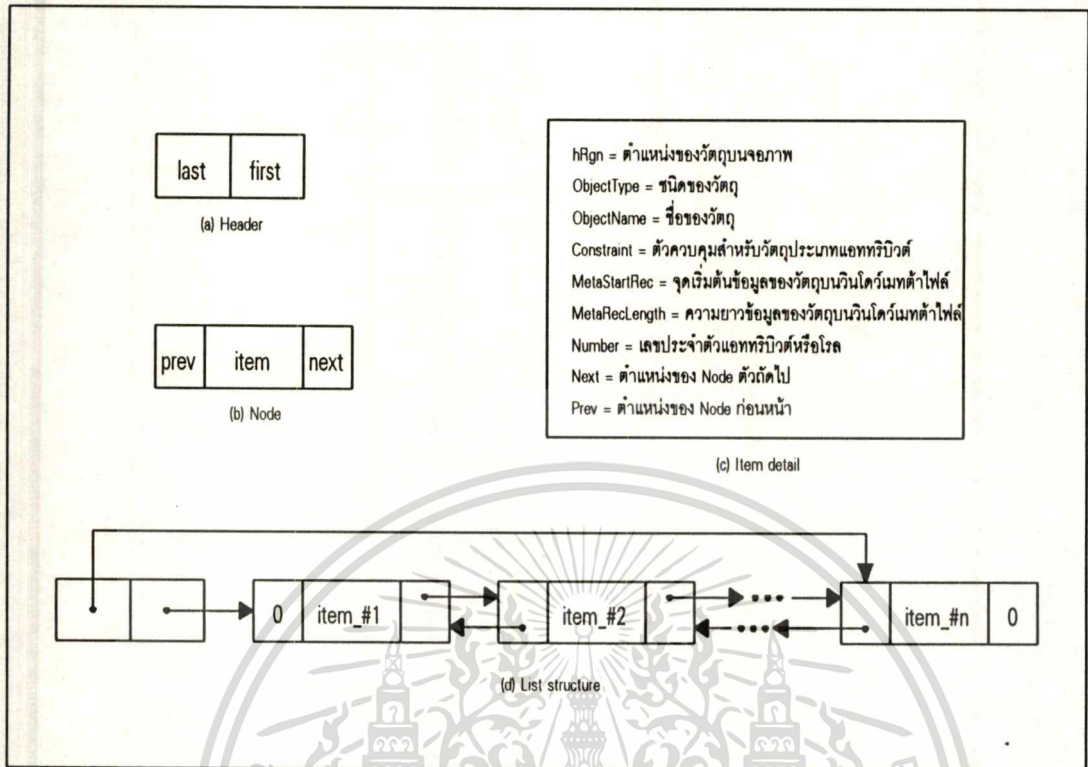 last first
(a) Header
prev item next
(b) Node
hRgn = ตำแหน่งของวัตถุบนจอภาพ
ObjectType = ชนิดของวัตถุ
ObjectName = ชื่อของวัตถุ
Constraint = ตัวควบคุมสำหรับวัตถุประเภทแอททริบิวต์
MetaStartRec = จุดเริ่มต้นข้อมูลของวัตถุบนวินโดว์เมทต้าไฟล์
MetaRecLength = ความยาวข้อมูลของวัตถุบนวินโดว์เมทต้าไฟล์
Number = เลขประจำตัวแอททริบิวต์หรือโรล
Next = ตำแหน่งของ Node ตัวถัดไป
Prev = ตำแหน่งของ Node ก่อนหน้า
(c) Item detail
0 item_#1 item_#2 item_#n 0
(d) List structure